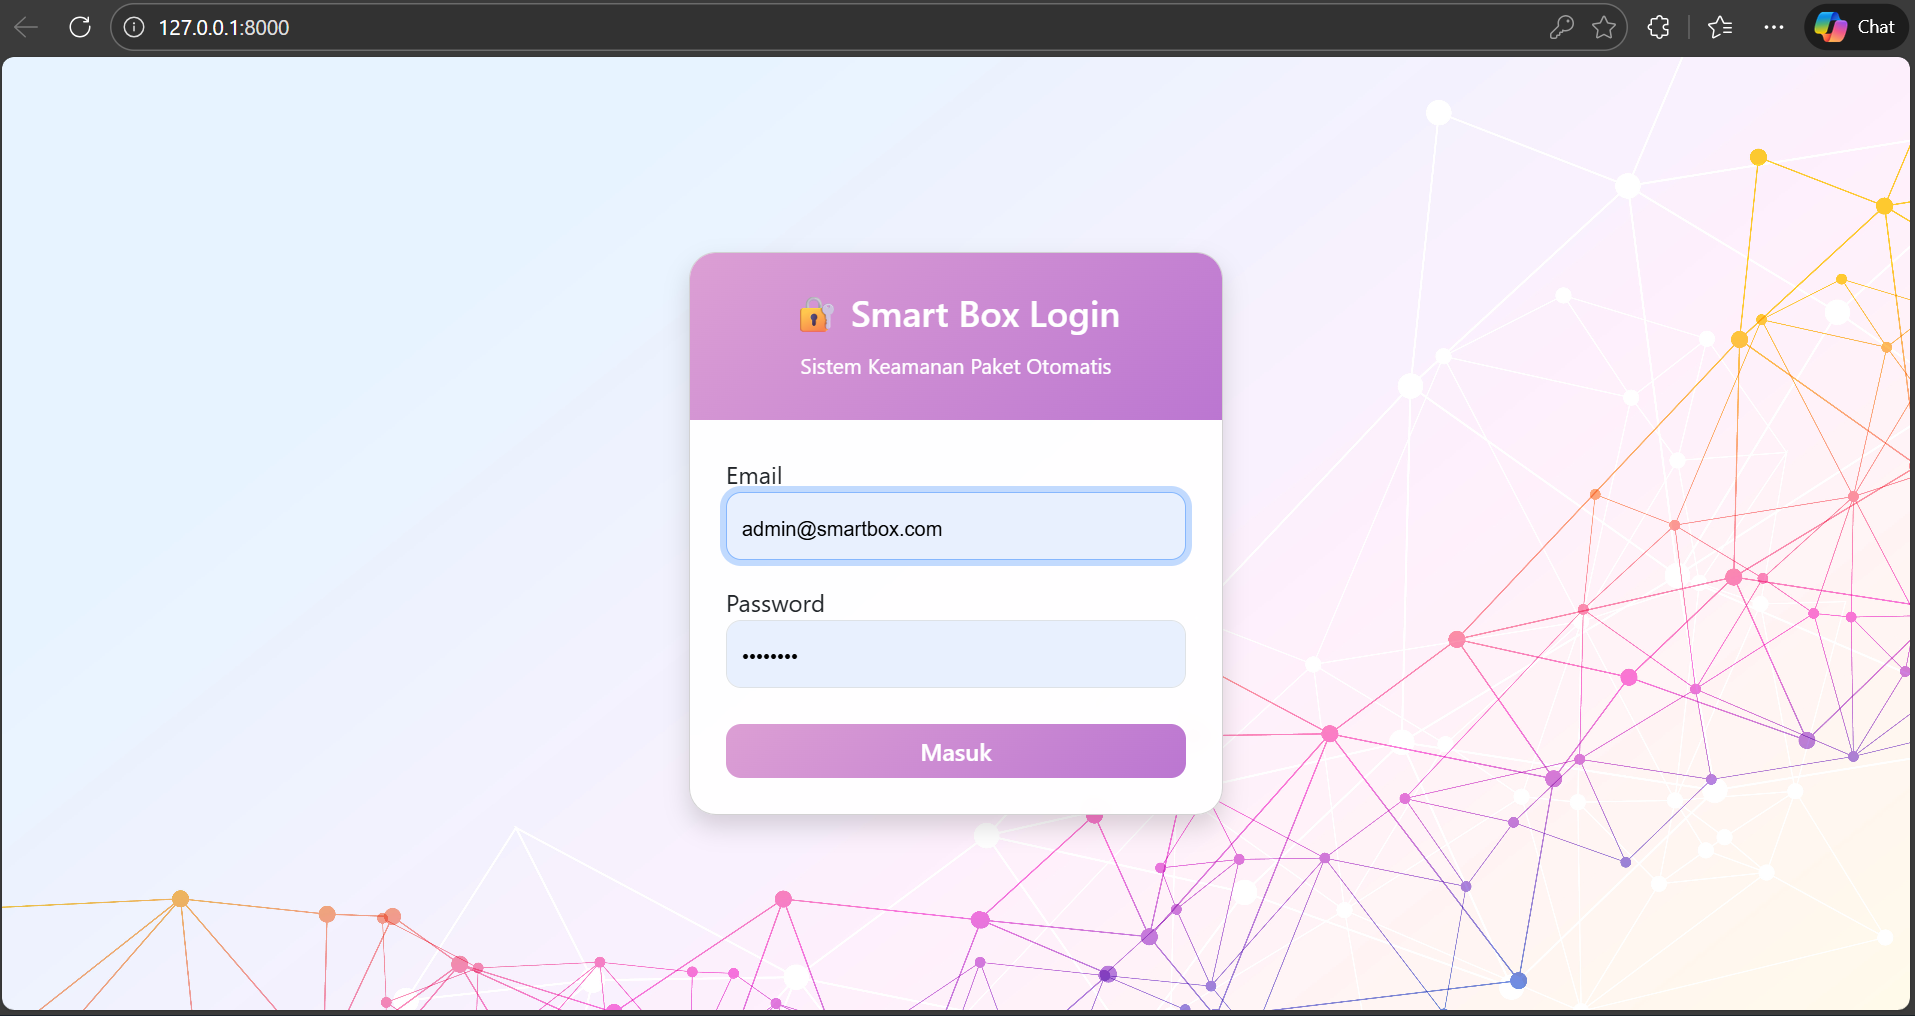 127.0.0.1:8000
Chat
🔐 Smart Box Login
Sistem Keamanan Paket Otomatis
Email
admin@smartbox.com
Password
••••••••
Masuk